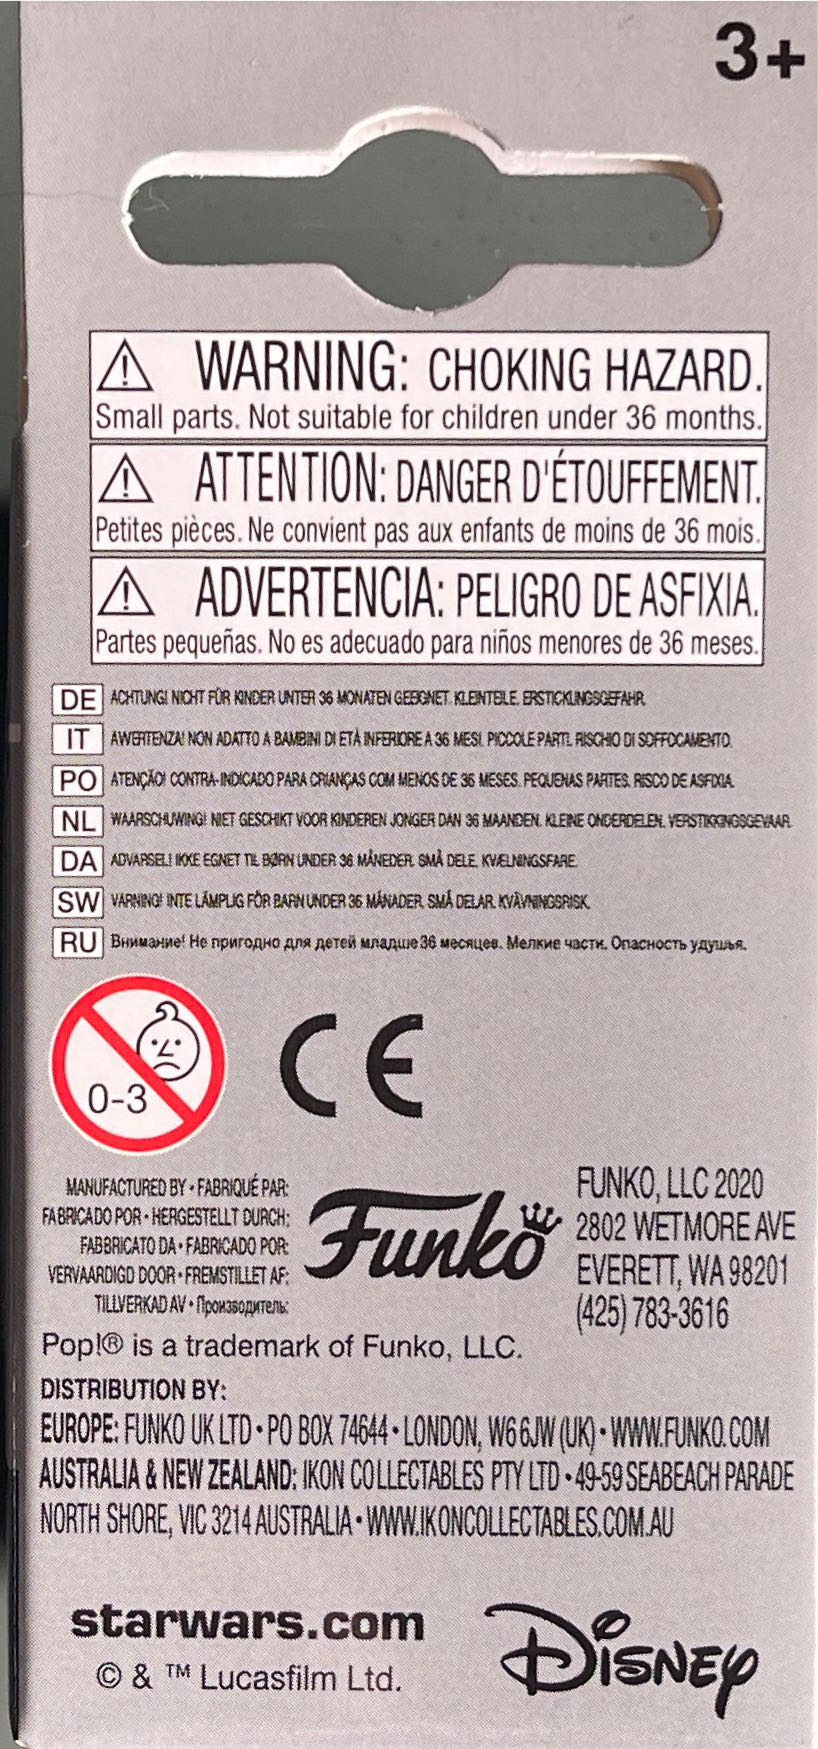 3+
WARNING: CHOKING HAZARD.
Small parts. Not suitable for children under 36 months.
ATTENTION: DANGER D'ÉTOUFFEMENT.
Petites pièces. Ne convient pas aux enfants de moins de 36 mois.
ADVERTENCIA: PELIGRO DE ASFIXIA.
Partes pequeñas. No es adecuado para niños menores de 36 meses.
DE ACHTUNG! NICHT FÜR KINDER UNTER 36 MONATEN GEEIGNET. KLEINTEILE. ERSTICKUNGSGEFAHR.
IT AWERTENZA! NON ADATTO A BAMBINI DI ETÀ INFERIORE A 36 MESI. PICCOLE PARTI. RISCHIO DI SOFFOCAMENTO.
PO ATENÇÃO! CONTRA-INDICADO PARA CRIANÇAS COM MENOS DE 36 MESES. PEQUENAS PARTES. RISCO DE ASFIXIA.
NL WAARSCHUWING! NIET GESCHIKT VOOR KINDEREN JONGER DAN 36 MAANDEN. KLEINE ONDERDELEN. VERSTIKKINGSGEVAAR.
DA ADVARSEL! IKKE EGNET TIL BØRN UNDER 36 MÅNEDER. SMÅ DELE. KVÆLNINGSFARE.
SW VARNING! INTE LÄMPLIG FÖR BARN UNDER 36 MÅNADER. SMÅ DELAR. KVÄVNINGSRISK.
RU Внимание! Не пригодно для детей младше 36 месяцев. Мелкие части. Опасность удушья.
0-3
CE
MANUFACTURED BY • FABRIQUÉ PAR:
FABRICADO POR • HERGESTELLT DURCH:
FABBRICATO DA • FABRICADO POR:
VERVAARDIGD DOOR • FREMSTILLET AF:
TILLVERKAD AV • Производитель:
Funko
FUNKO, LLC 2020
2802 WETMORE AVE
EVERETT, WA 98201
(425) 783-3616
Pop!® is a trademark of Funko, LLC.
DISTRIBUTION BY:
EUROPE: FUNKO UK LTD • PO BOX 74644 • LONDON, W6 6JW (UK) • WWW.FUNKO.COM
AUSTRALIA & NEW ZEALAND: IKON COLLECTABLES PTY LTD • 49-59 SEABEACH PARADE
NORTH SHORE, VIC 3214 AUSTRALIA • WWW.IKONCOLLECTABLES.COM.AU
starwars.com
© & ™ Lucasfilm Ltd.
DISNEY